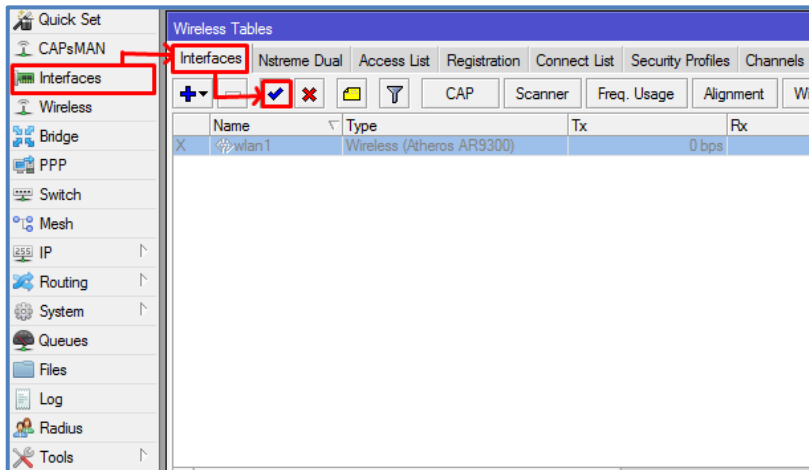 Quick Set
CAPsMAN
Interfaces
Wireless
Bridge
PPP
Switch
Mesh
255 IP
Routing
System
Queues
Files
Log
Radius
Tools
Wireless Tables
Interfaces Nstreme Dual Access List Registration Connect List Security Profiles Channels
CAP Scanner Freq. Usage Alignment Wi
Name Type Tx Rx
X wlan1 Wireless (Atheros AR9300) 0 bps